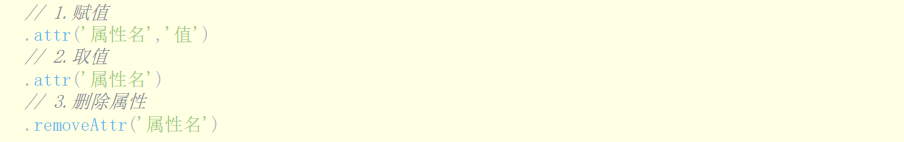 // 1.赋值
.attr('属性名','值')
// 2.取值
.attr('属性名')
// 3.删除属性
.removeAttr('属性名')